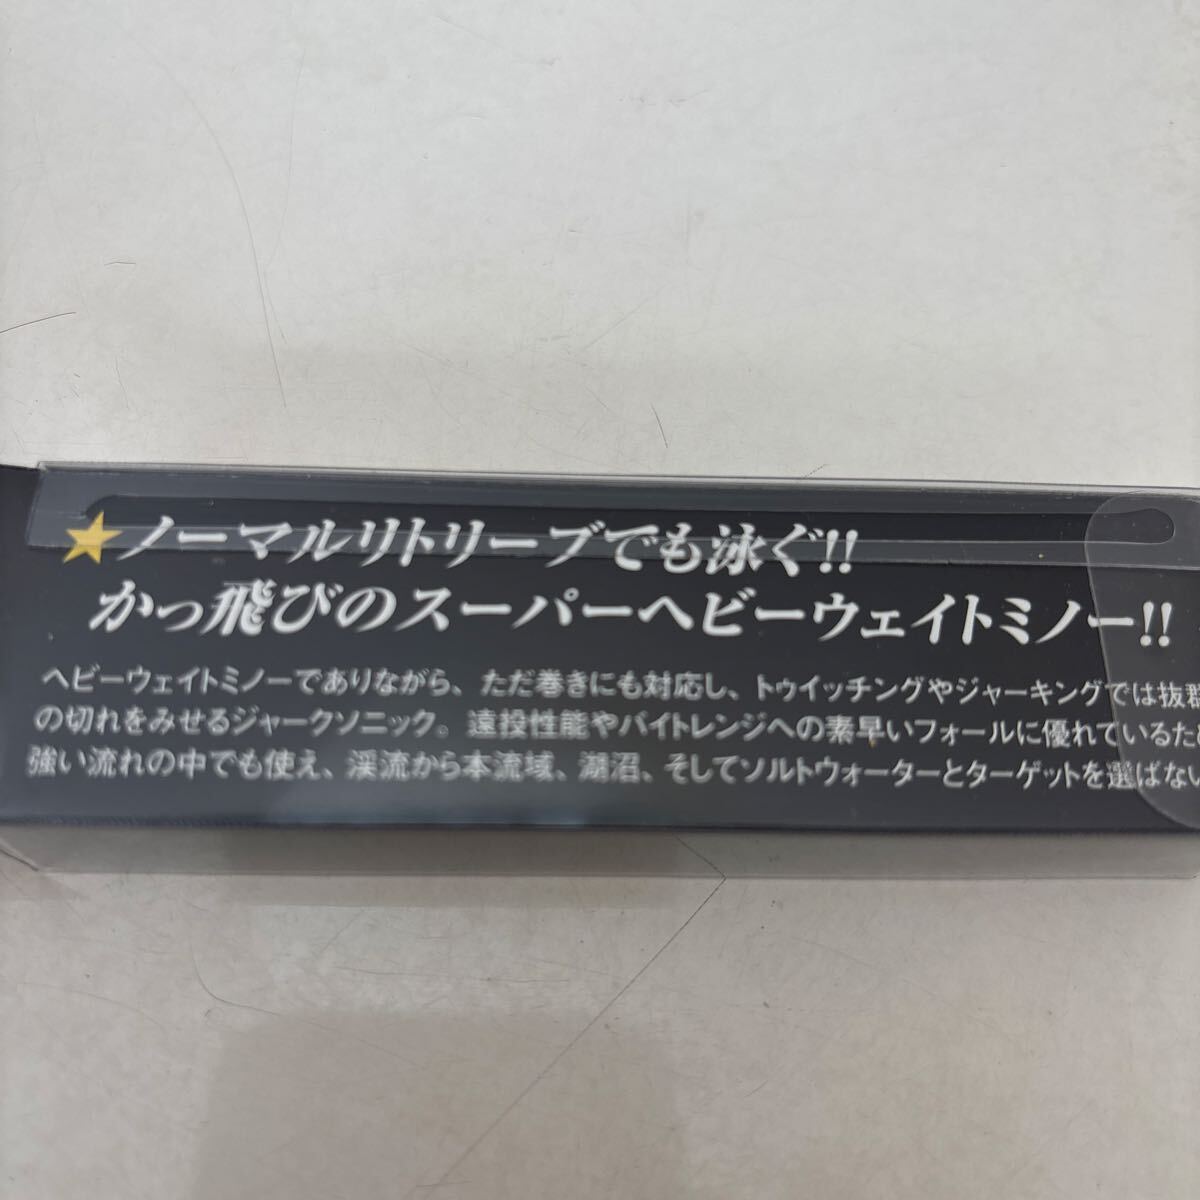 ★ノーマルリトリーブでも泳ぐ!!
かっ飛びのスーパーヘビーウェイトミノー!!
ヘビーウェイトミノーでありながら、ただ巻きにも対応し、トゥイッチングやジャーキングでは抜群
の切れをみせるジャークソニック。遠投性能やバイトレンジへの素早いフォールに優れているため
強い流れの中でも使え、渓流から本流域、湖沼、そしてソルトウォーターとターゲットを選ばない